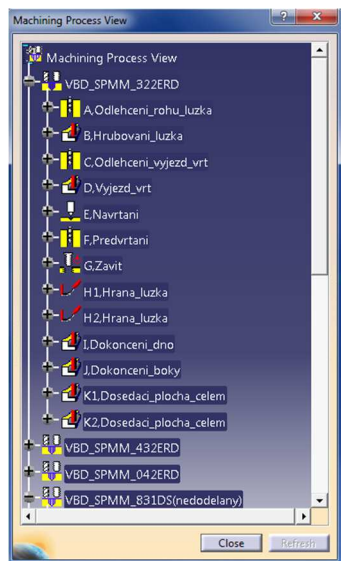 Machining Process View
Machining Process View
VBD_SPMM_322ERD
A,Odlehceni_rohu_luzka
B,Hrubovani_luzka
C,Odlehceni_vyjezd_vrt
D,Vyjezd_vrt
E,Navrtani
F,Predvrtani
G,Zavit
H1,Hrana_luzka
H2,Hrana_luzka
I,Dokonceni_dno
J,Dokonceni_boky
K1,Dosedaci_plocha_celem
K2,Dosedaci_plocha_celem
VBD_SPMM_432ERD
VBD_SPMM_042ERD
VBD_SPMM_831DS(nedodelany)
Close Refresh